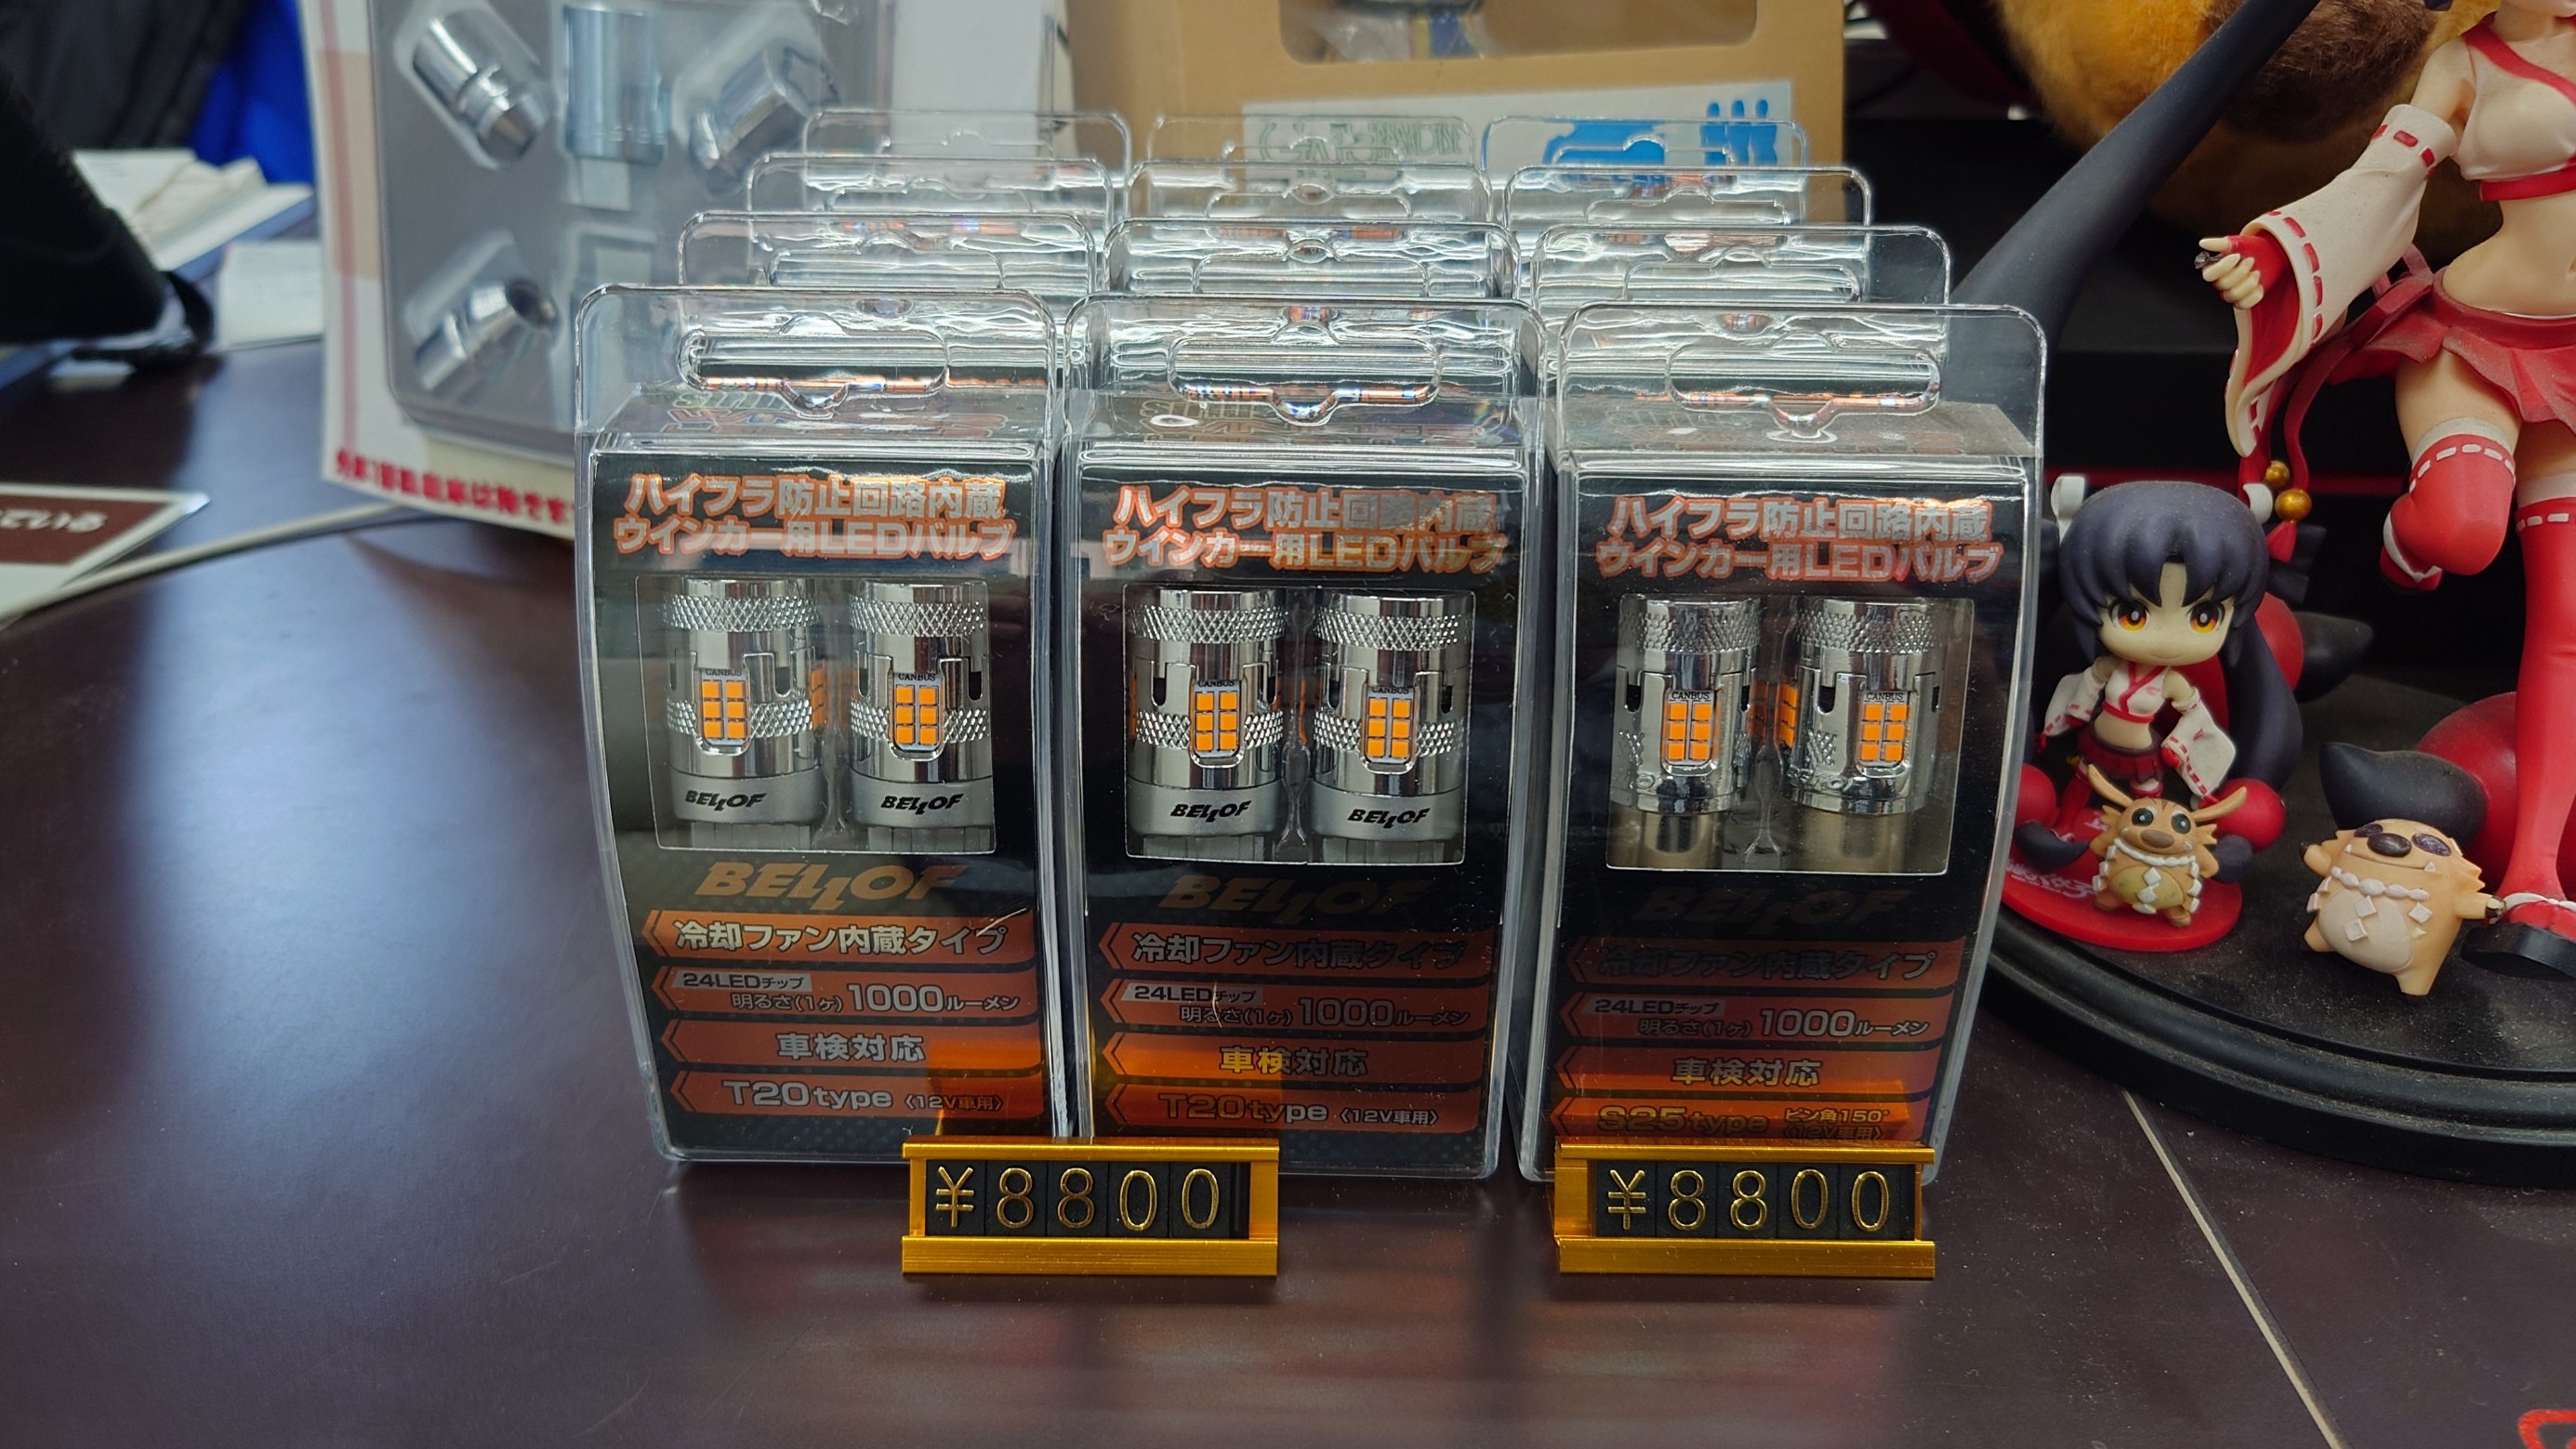 ハイフラ防止回路内蔵
ウインカー用LEDバルブ
CANBUS
CANBUS
BELLOF
BELLOF
BELLOF
冷却ファン内蔵タイプ
24LEDチップ
明るさ(1ヶ)1000ルーメン
車検対応
T20type〈12V車用〉
ハイフラ防止回路内蔵
ウインカー用LEDバルブ
CANBUS
CANBUS
BELLOF
BELLOF
BELLOF
冷却ファン内蔵タイプ
24LEDチップ
明るさ(1ヶ)1000ルーメン
車検対応
T20type〈12V車用〉
ハイフラ防止回路内蔵
ウインカー用LEDバルブ
CANBUS
CANBUS
BELLOF
冷却ファン内蔵タイプ
24LEDチップ
明るさ(1ヶ)1000ルーメン
車検対応
S25type ピン角150°
〈12V車用〉
¥8800
¥8800